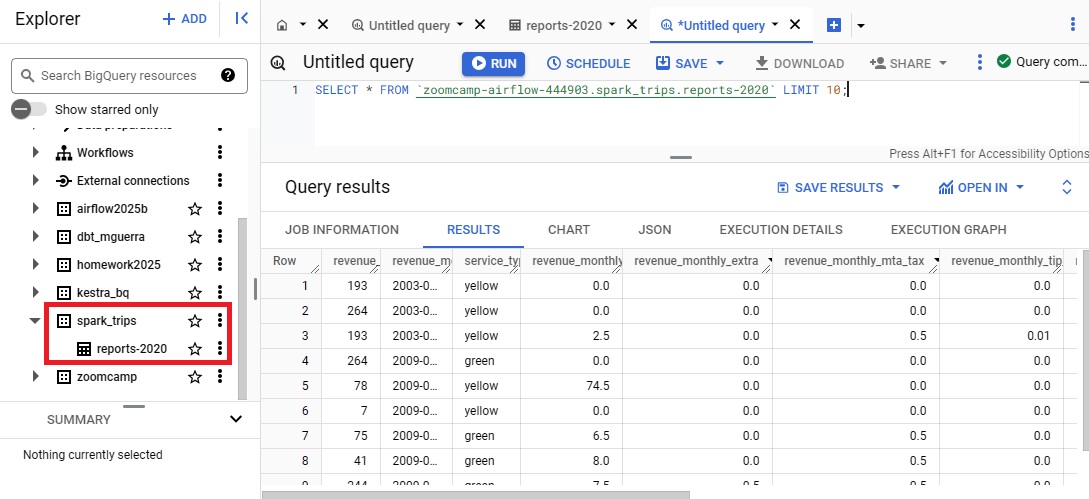 Explorer
+ ADD
Search BigQuery resources
Show starred only
Data preparations
Workflows
External connections
airflow2025b
dbt_mguerra
homework2025
kestra_bq
spark_trips
reports-2020
zoomcamp
SUMMARY
Nothing currently selected
Untitled query
reports-2020
*Untitled query
Untitled query
RUN
SCHEDULE
SAVE
DOWNLOAD
SHARE
Query com...
1 SELECT * FROM `zoomcamp-airflow-444903.spark_trips.reports-2020` LIMIT 10;
Press Alt+F1 for Accessibility Options
Query results
SAVE RESULTS
OPEN IN
JOB INFORMATION RESULTS CHART JSON EXECUTION DETAILS EXECUTION GRAPH
Row revenue_ revenue_m service_ty revenue_monthly revenue_monthly_extra revenue_monthly_mta_tax revenue_monthly_tip
1 193 2003-0... yellow 0.0 0.0 0.0 0.0
2 264 2003-0... yellow 0.0 0.0 0.0 0.0
3 193 2003-0... yellow 2.5 0.0 0.5 0.01
4 264 2009-0... green 0.0 0.0 0.0 0.0
5 78 2009-0... yellow 74.5 0.0 0.0 0.0
6 7 2009-0... yellow 0.0 0.0 0.0 0.0
7 75 2009-0... green 6.5 0.0 0.5 0.0
8 41 2009-0... green 8.0 0.0 0.5 0.0
9 244 2009-0... green 7.5 0.5 0.5 0.0